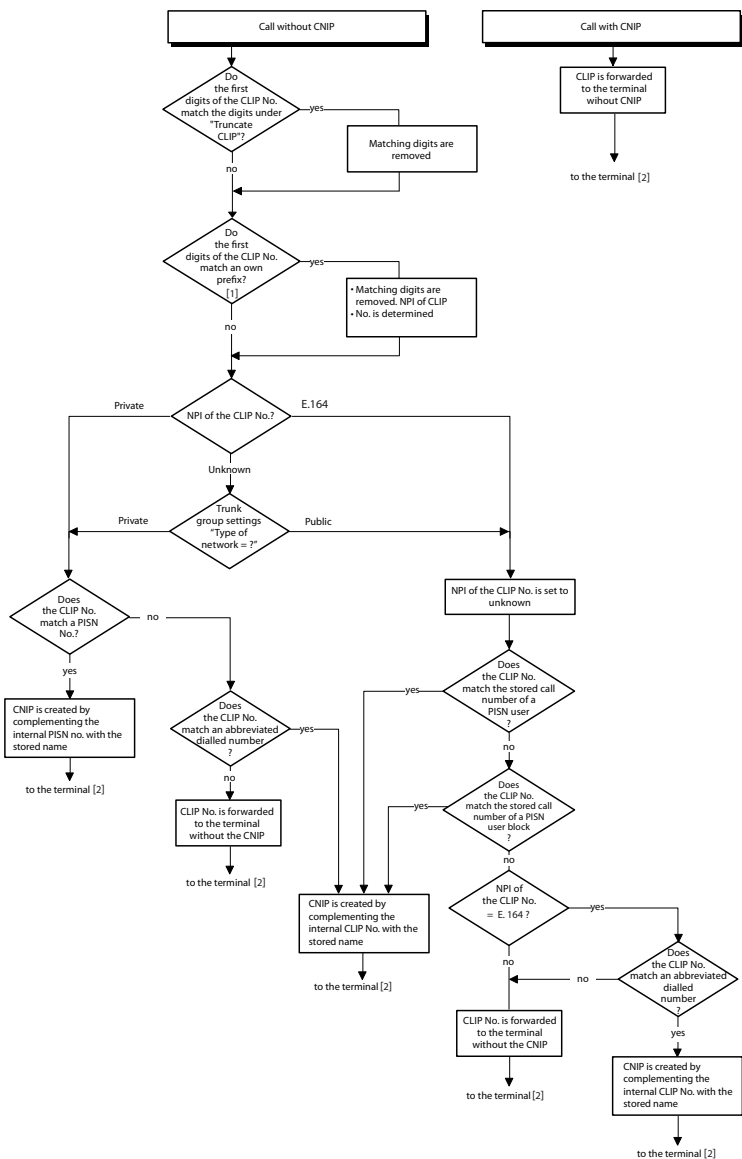 Call without CNIP
Call with CNIP
Do
the first
digits of the CLIP No.
match the digits under
"Truncate
CLIP"?
yes
Matching digits are
removed
no
CLIP is forwarded
to the terminal
wihout CNIP
to the terminal [2]
Do
the first
digits of the CLIP No.
match an own
prefix?
[1]
yes
• Matching digits are
removed. NPI of CLIP
• No. is determined
no
NPI of the CLIP No.?
Private
E.164
Unknown
Trunk
group settings
"Type of
network = ?"
Private
Public
Does
the CLIP No.
match a PISN
No.?
no
yes
CNIP is created by
complementing the
internal PISN no. with the
stored name
to the terminal [2]
Does
the CLIP No.
match an abbreviated
dialled number
?
yes
no
CLIP No. is forwarded
to the terminal
without the CNIP
to the terminal [2]
NPI of the CLIP No. is set to
unknown
Does
the CLIP No.
match the stored call
number of a
PISN user
?
yes
no
Does
the CLIP No.
match the stored call
number of a PISN
user block
?
yes
no
CNIP is created by
complementing the
internal CLIP No. with the
stored name
to the terminal [2]
NPI of
the CLIP No.
= E. 164 ?
yes
no
Does
the CLIP No.
match an abbreviated
dialled
number
?
no
yes
CLIP No. is forwarded
to the terminal
without the CNIP
to the terminal [2]
CNIP is created by
complementing the
internal CLIP No. with the
stored name
to the terminal [2]